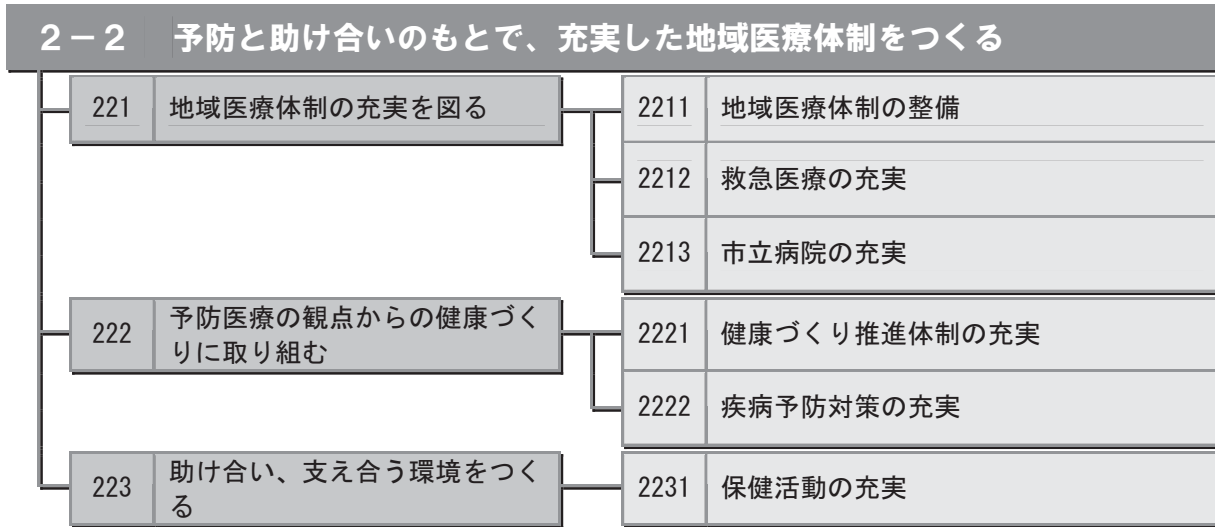 2－2 予防と助け合いのもとで、充実した地域医療体制をつくる
221 地域医療体制の充実を図る
2211 地域医療体制の整備
2212 救急医療の充実
2213 市立病院の充実
222 予防医療の観点からの健康づく
りに取り組む
2221 健康づくり推進体制の充実
2222 疾病予防対策の充実
223 助け合い、支え合う環境をつく
る
2231 保健活動の充実